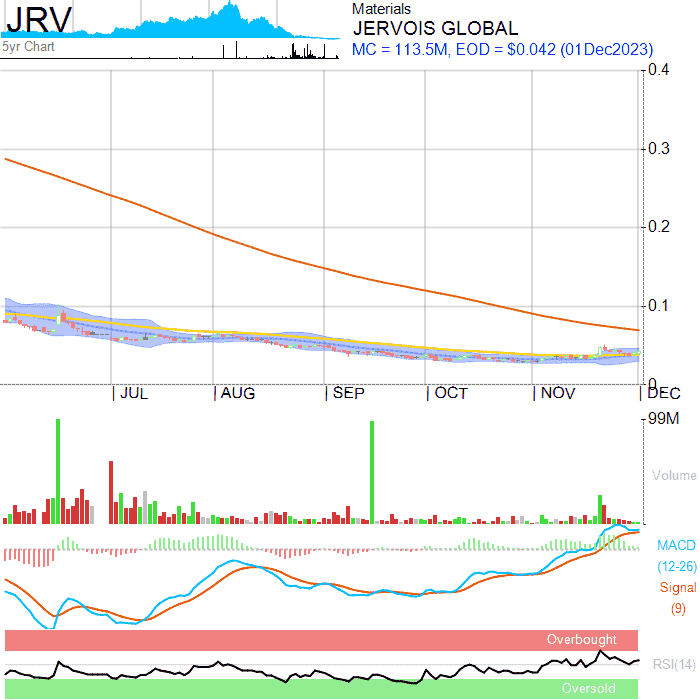 JRV
5yr Chart
Materials
JERVOIS GLOBAL
MC = 113.5M, EOD = $0.042 (01Dec2023)
0.4
0.3
0.2
0.1
0
JUL
AUG
SEP
OCT
NOV
DEC
99M
Volume
MACD
(12-26)
Signal
(9)
Overbought
RSI(14)
Oversold